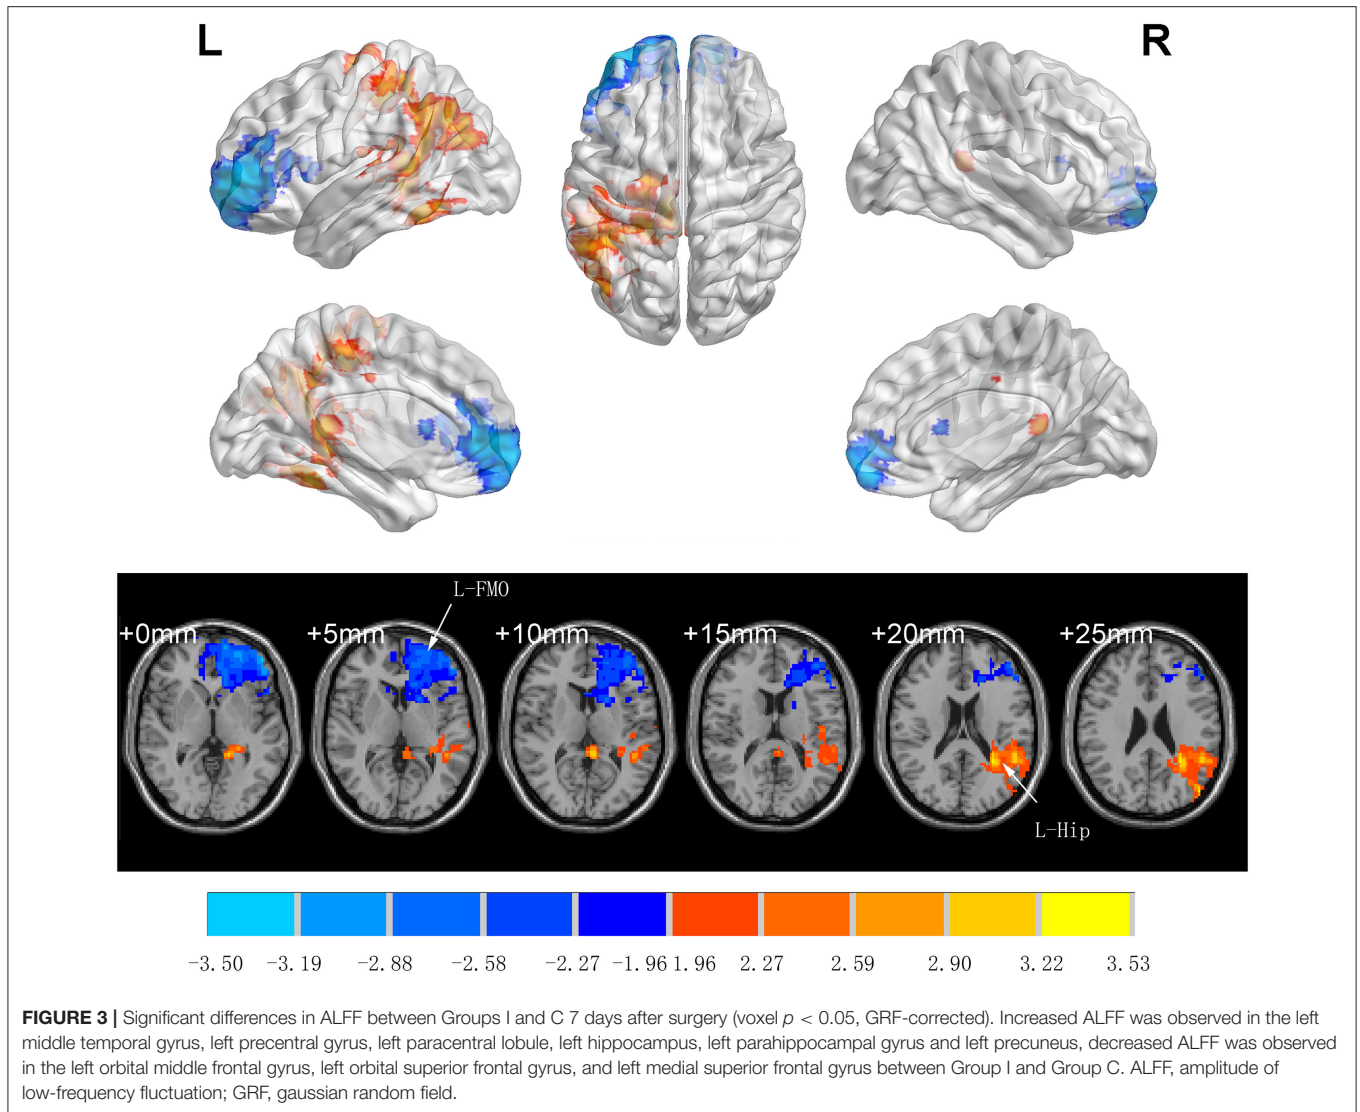 L
R
L-FMO
+0mm
+5mm
+10mm
+15mm
+20mm
+25mm
L-Hip
-3.50 -3.19 -2.88 -2.58 -2.27 -1.96 1.96 2.27 2.59 2.90 3.22 3.53
FIGURE 3 | Significant differences in ALFF between Groups I and C 7 days after surgery (voxel p < 0.05, GRF-corrected). Increased ALFF was observed in the left
middle temporal gyrus, left precentral gyrus, left paracentral lobule, left hippocampus, left parahippocampal gyrus and left precuneus, decreased ALFF was observed
in the left orbital middle frontal gyrus, left orbital superior frontal gyrus, and left medial superior frontal gyrus between Group I and Group C. ALFF, amplitude of
low-frequency fluctuation; GRF, gaussian random field.